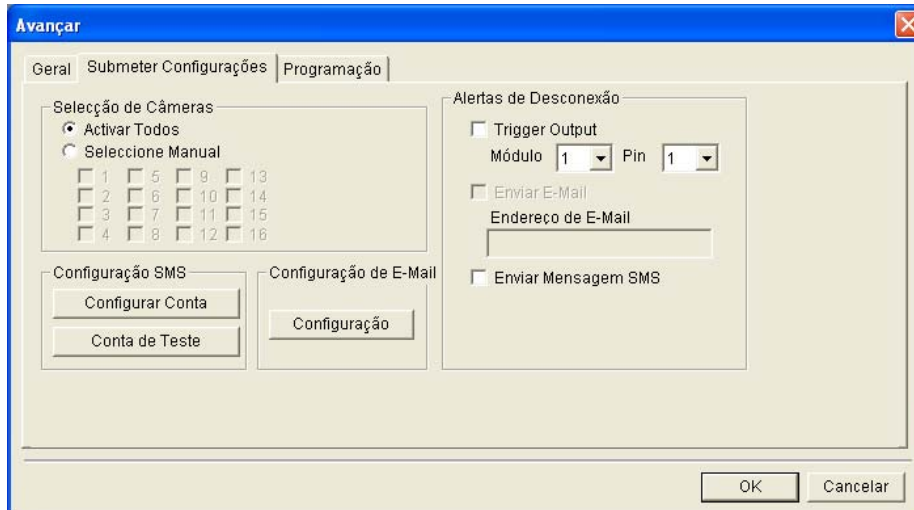 Avançar
Geral
Submeter Configurações
Programação
Selecção de Câmeras
Activar Todos
Seleccione Manual
1 5 9 13
2 6 10 14
3 7 11 15
4 8 12 16
Configuração SMS
Configurar Conta
Conta de Teste
Configuração de E-Mail
Configuração
Alertas de Desconexão
Trigger Output
Módulo 1 Pin 1
Enviar E-Mail
Endereço de E-Mail
Enviar Mensagem SMS
OK
Cancelar